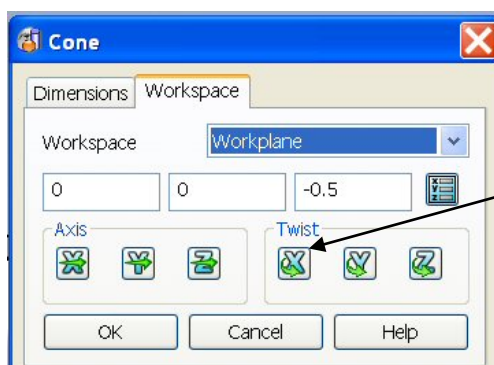 Cone
Dimensions Workspace
Workspace Workplane
0 0 -0.5
Axis Twist
X Y Z X Y Z
OK Cancel Help